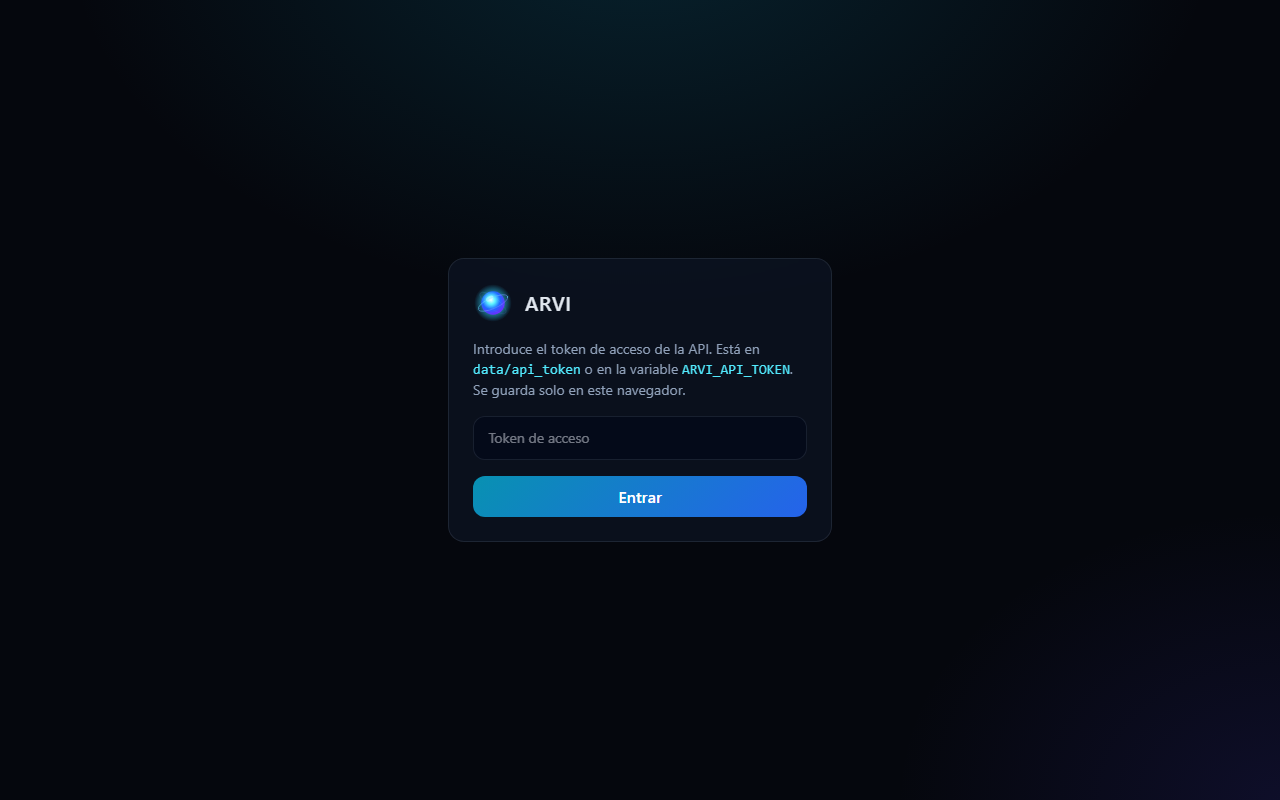 ARVI
Introduce el token de acceso de la API. Está en
data/api_token o en la variable ARVI_API_TOKEN.
Se guarda solo en este navegador.
Token de acceso
Entrar